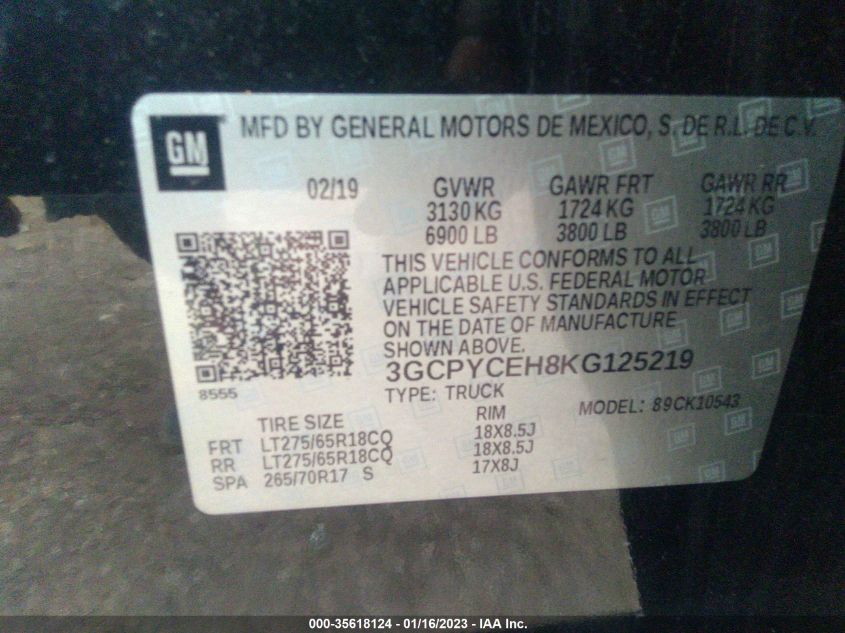 GM MFD BY GENERAL MOTORS DE MEXICO, S. DE R.L. DE C.V.
02/19 GVWR GAWR FRT GAWR RR
3130 KG 1724 KG 1724 KG
6900 LB 3800 LB 3800 LB
THIS VEHICLE CONFORMS TO ALL
APPLICABLE U.S. FEDERAL MOTOR
VEHICLE SAFETY STANDARDS IN EFFECT
ON THE DATE OF MANUFACTURE
SHOWN ABOVE.
3GCPYCEH8KG125219
8555 TYPE: TRUCK MODEL: 89CK10543
TIRE SIZE RIM
FRT LT275/65R18CQ 18X8.5J
RR LT275/65R18CQ 18X8.5J
SPA 265/70R17 S 17X8J
000-35618124 - 01/16/2023 - IAA Inc.